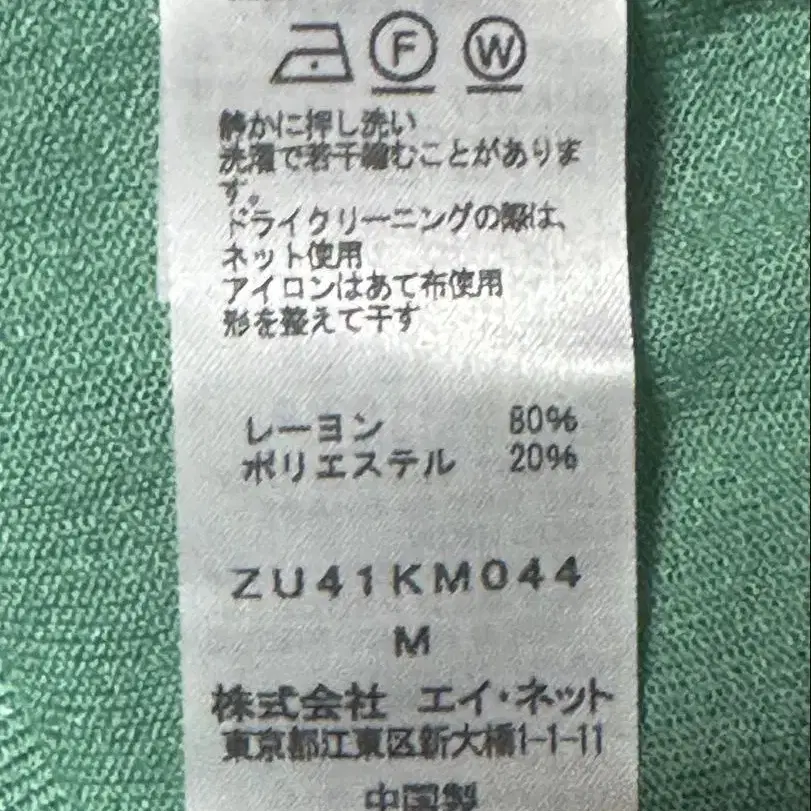 F W
静かに押し洗い
洗濯で若干縮むことがありま
す。
ドライクリーニングの際は、
ネット使用
アイロンはあて布使用
形を整えて干す
レーヨン 80%
ポリエステル 20%
ZU41KM044
M
株式会社 エイ・ネット
東京都江東区新大橋1-1-11
中国製